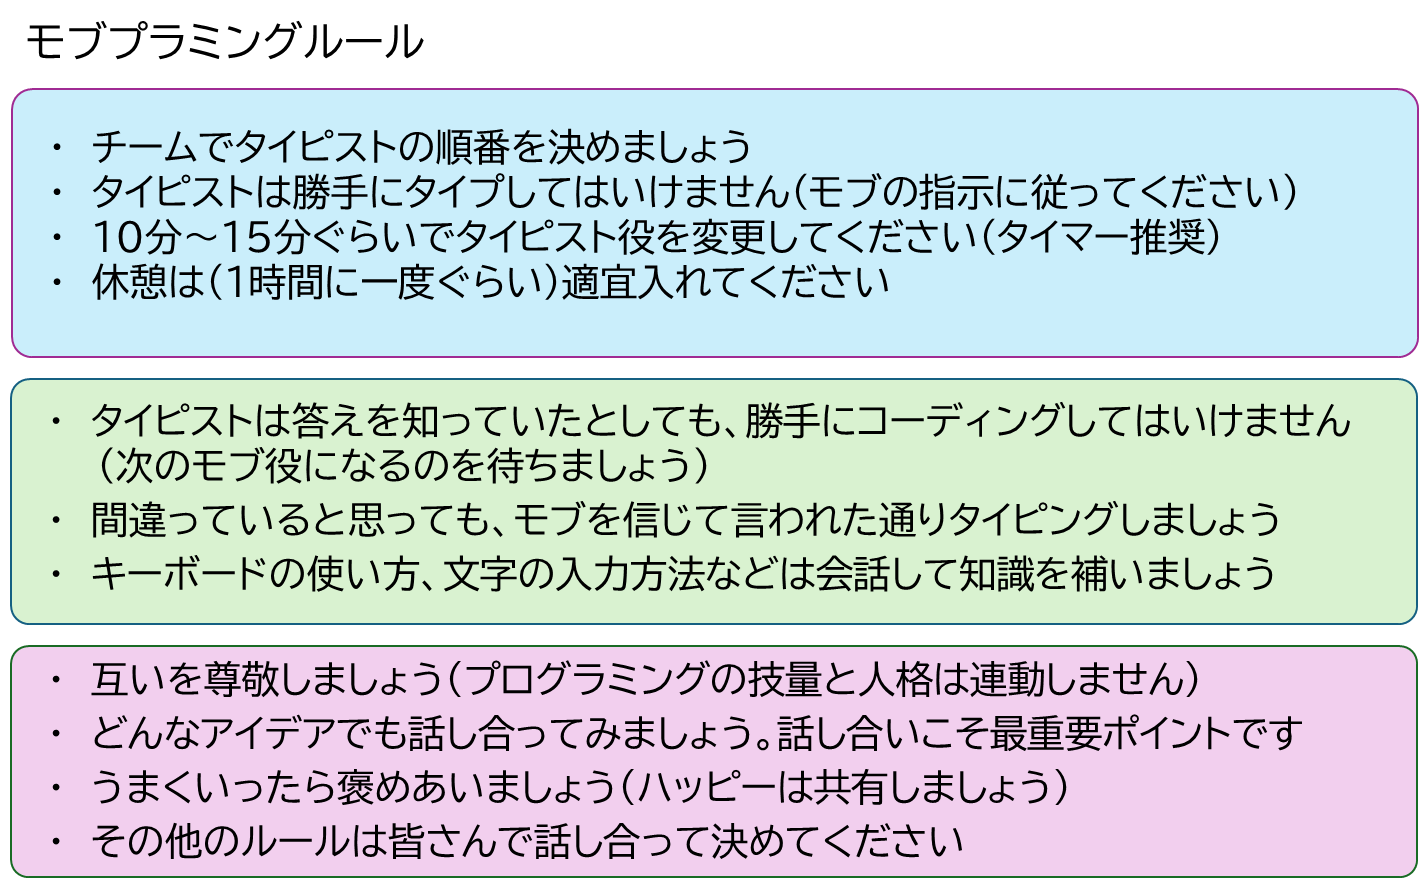 モブプラミングルール
・ チームでタイピストの順番を決めましょう
・ タイピストは勝手にタイプしてはいけません(モブの指示に従ってください)
・ 10分～15分ぐらいでタイピスト役を変更してください(タイマー推奨)
・ 休憩は(1時間に一度ぐらい)適宜入れてください
・ タイピストは答えを知っていたとしても、勝手にコーディングしてはいけません
(次のモブ役になるのを待ちましょう)
・ 間違っていると思っても、モブを信じて言われた通りタイピングしましょう
・ キーボードの使い方、文字の入力方法などは会話して知識を補いましょう
・ 互いを尊敬しましょう(プログラミングの技量と人格は連動しません)
・ どんなアイデアでも話し合ってみましょう。話し合いこそ最重要ポイントです
・ うまくいったら褒めあいましょう(ハッピーは共有しましょう)
・ その他のルールは皆さんで話し合って決めてください